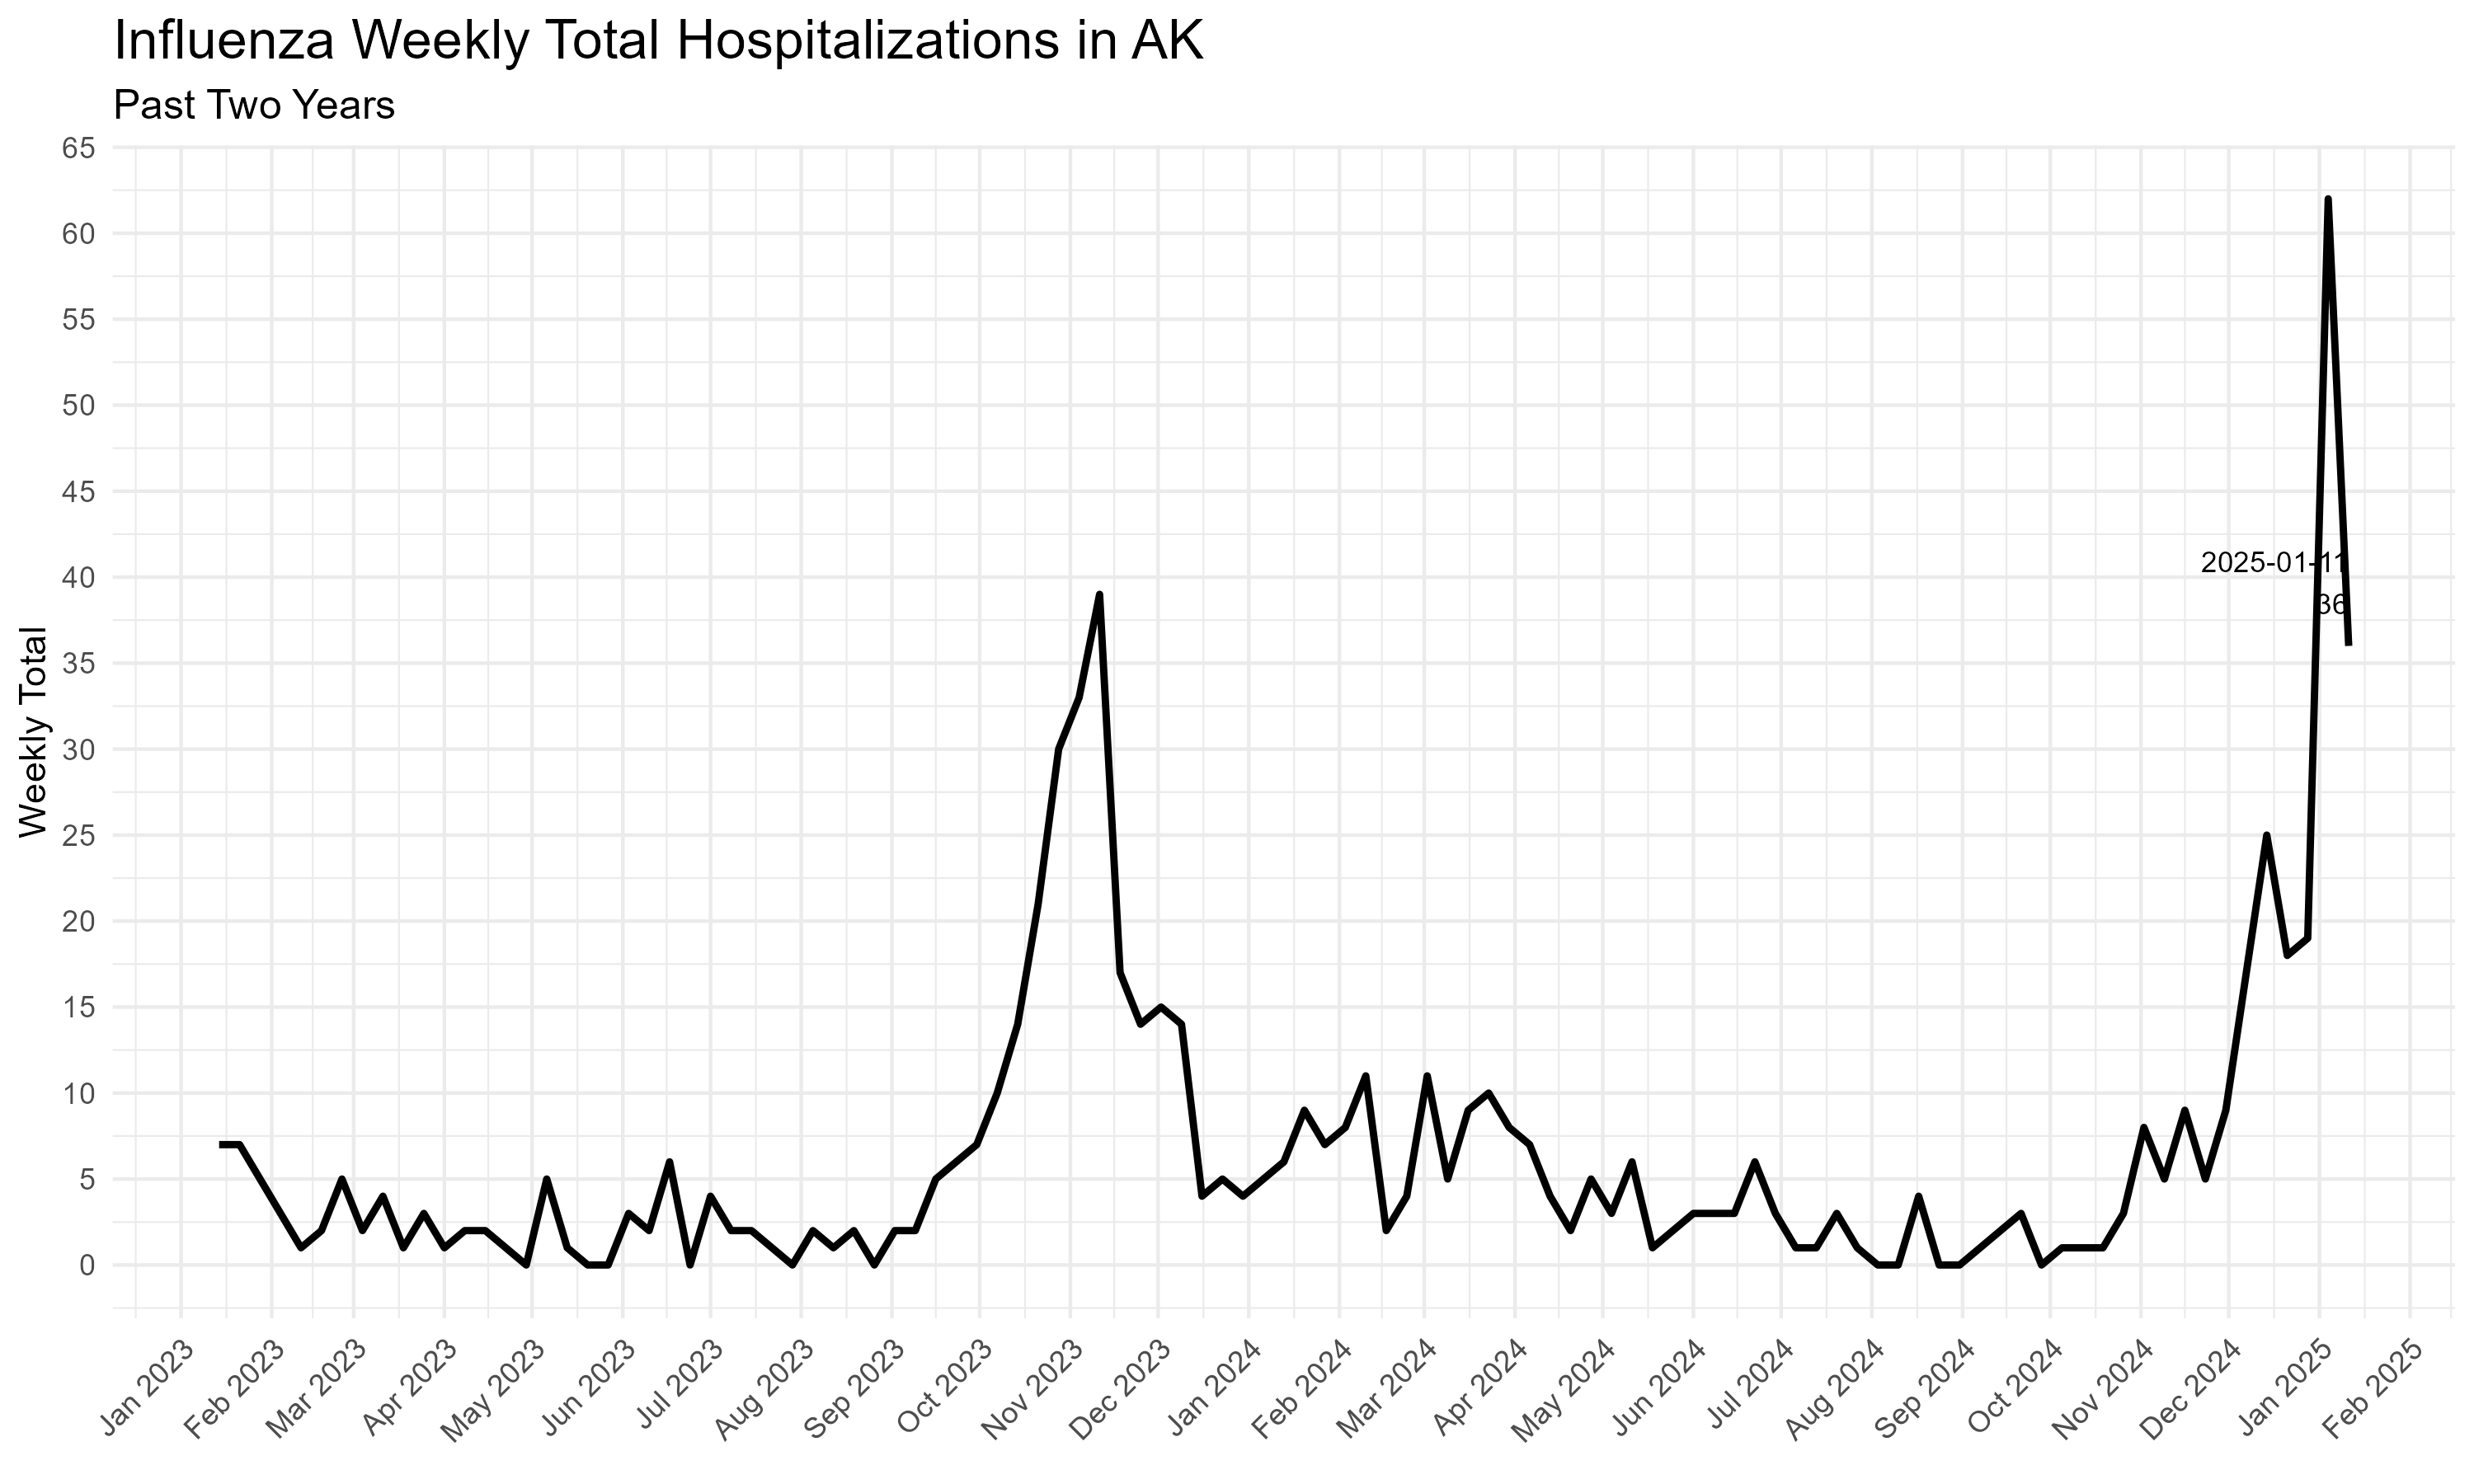 Influenza Weekly Total Hospitalizations in AK
Past Two Years
65
60
55
50
45
40
35
30
25
20
15
10
5
0
Weekly Total
2025-01-11
36
Jan 2023
Feb 2023
Mar 2023
Apr 2023
May 2023
Jun 2023
Jul 2023
Aug 2023
Sep 2023
Oct 2023
Nov 2023
Dec 2023
Jan 2024
Feb 2024
Mar 2024
Apr 2024
May 2024
Jun 2024
Jul 2024
Aug 2024
Sep 2024
Oct 2024
Nov 2024
Dec 2024
Jan 2025
Feb 2025